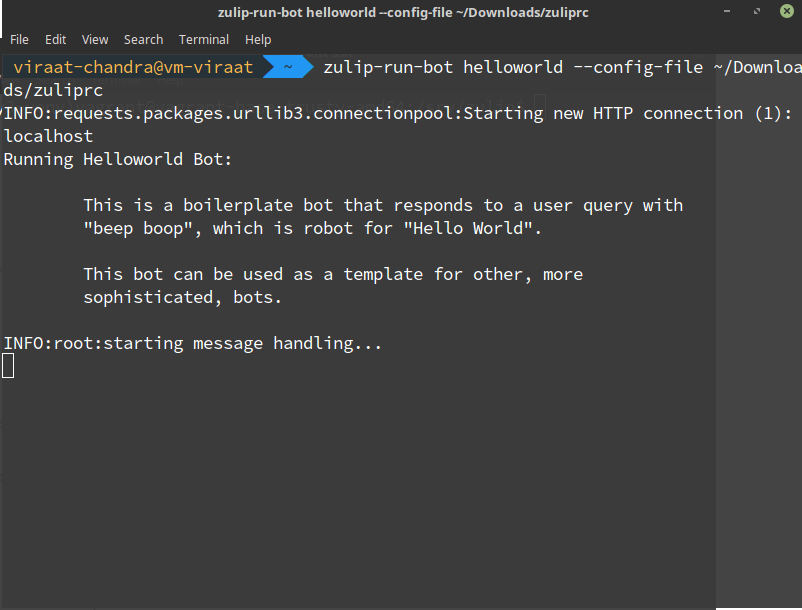 zulip-run-bot helloworld --config-file ~/Downloads/zuliprc
File Edit View Search Terminal Help
viraat-chandra@vm-viraat ~ zulip-run-bot helloworld --config-file ~/Downloa
ds/zuliprc
INFO:requests.packages.urllib3.connectionpool:Starting new HTTP connection (1):
localhost
Running Helloworld Bot:
This is a boilerplate bot that responds to a user query with
"beep boop", which is robot for "Hello World".
This bot can be used as a template for other, more
sophisticated, bots.
INFO:root:starting message handling...